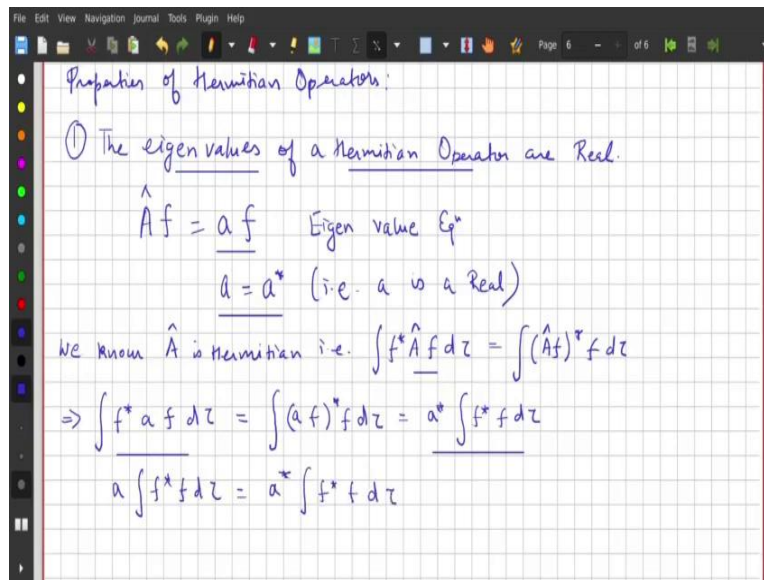 File Edit View Navigation Journal Tools Plugin Help
Page 6 of 6
Properties of Hermitian Operators:
① The eigen values of a Hermitian Operator are Real.
Âf = a f Eigen value Eqⁿ
a = a* (i.e. a is a Real)
We know  is Hermitian i.e. ∫f* Âf dτ = ∫(Âf)* f dτ
⇒ ∫f* a f dτ = ∫(a f)* f dτ = a* ∫f* f dτ
a ∫f* f dτ = a* ∫f* f dτ